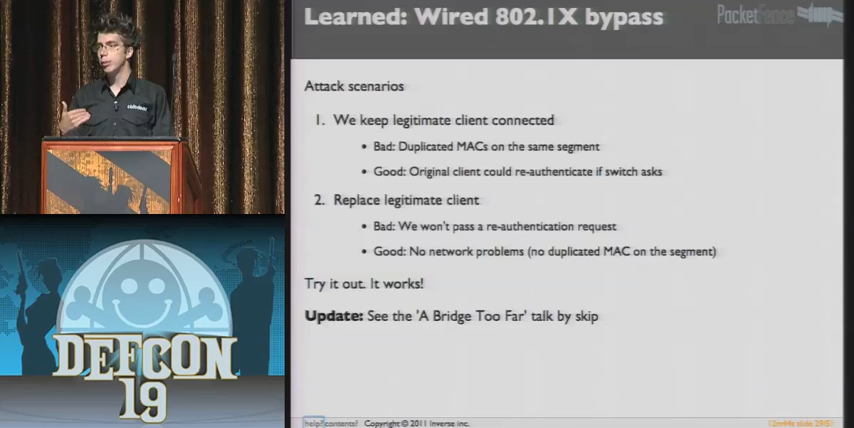 Learned: Wired 802.1X bypass
PacketFence
Attack scenarios
1. We keep legitimate client connected
• Bad: Duplicated MACs on the same segment
• Good: Original client could re-authenticate if switch asks
2. Replace legitimate client
• Bad: We won't pass a re-authentication request
• Good: No network problems (no duplicated MAC on the segment)
Try it out. It works!
Update: See the 'A Bridge Too Far' talk by skip
help? contents? Copyright © 2011 Inverse inc.
DEFCON
19